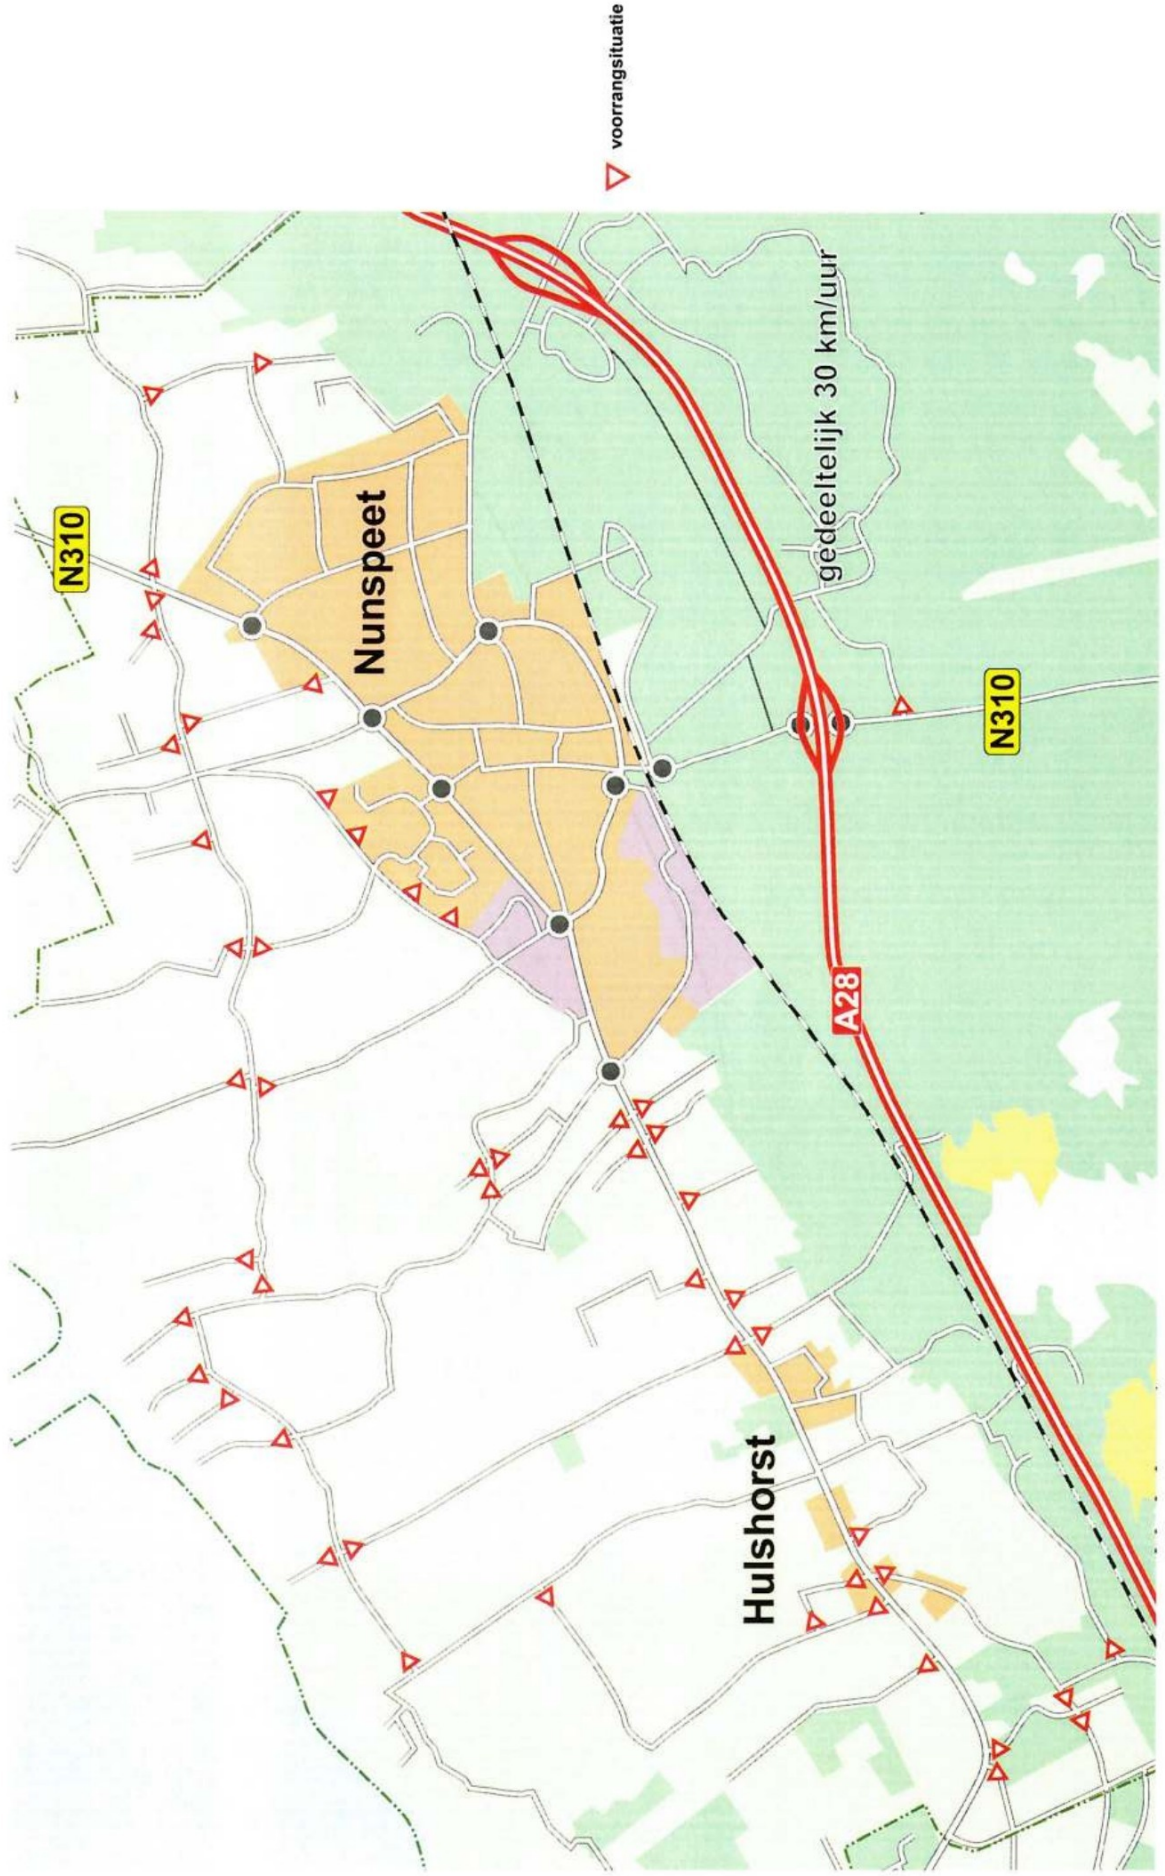 voorrangsituatie
N310
Nunspeet
gedeeltelijk 30 km/uur
N310
A28
Hulshorst